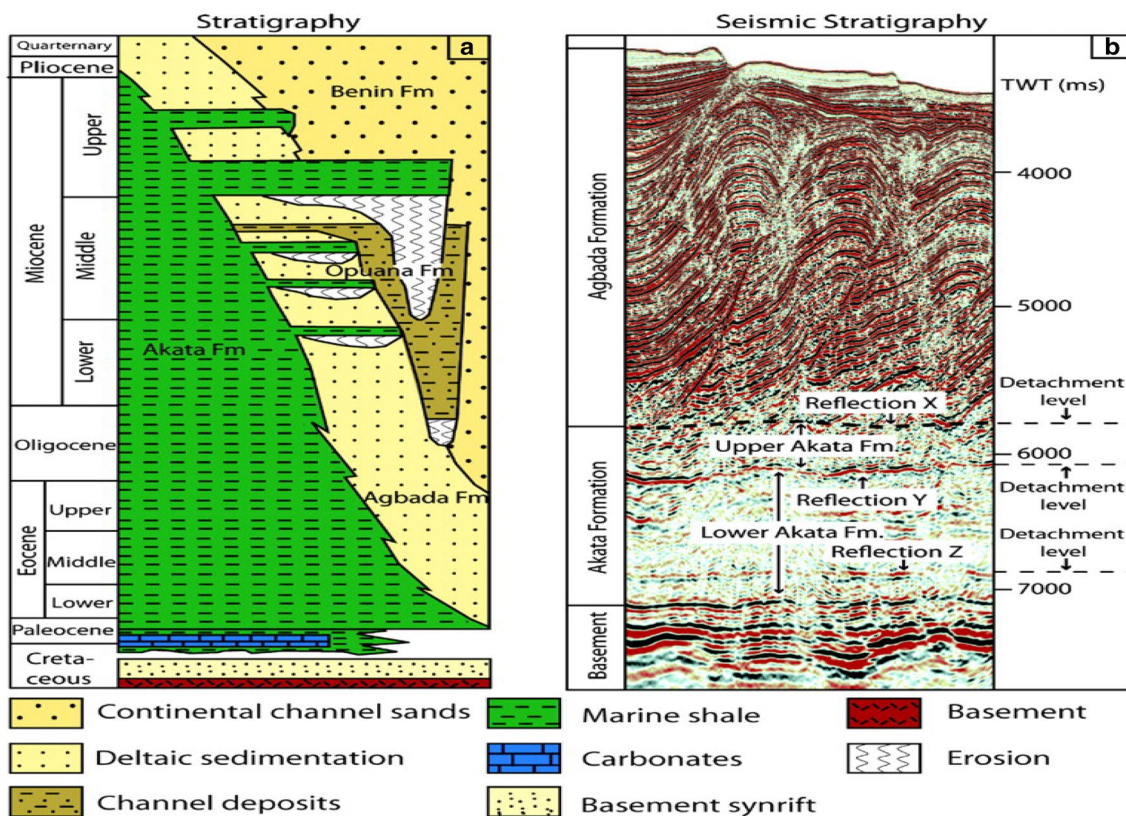 Stratigraphy
a
Quarternary
Pliocene
Miocene
Upper
Middle
Lower
Oligocene
Eocene
Upper
Middle
Lower
Paleocene
Creta-
ceous
Benin Fm
Opuana Fm
Akata Fm
Agbada Fm
Seismic Stratigraphy
b
TWT (ms)
Agbada Formation
Akata Formation
Basement
4000
5000
Detachment
level
Reflection X
Upper Akata Fm.
6000
Reflection Y
Detachment
level
Lower Akata Fm.
Reflection Z
Detachment
level
7000
Continental channel sands
Marine shale
Basement
Deltaic sedimentation
Carbonates
Erosion
Channel deposits
Basement synrift